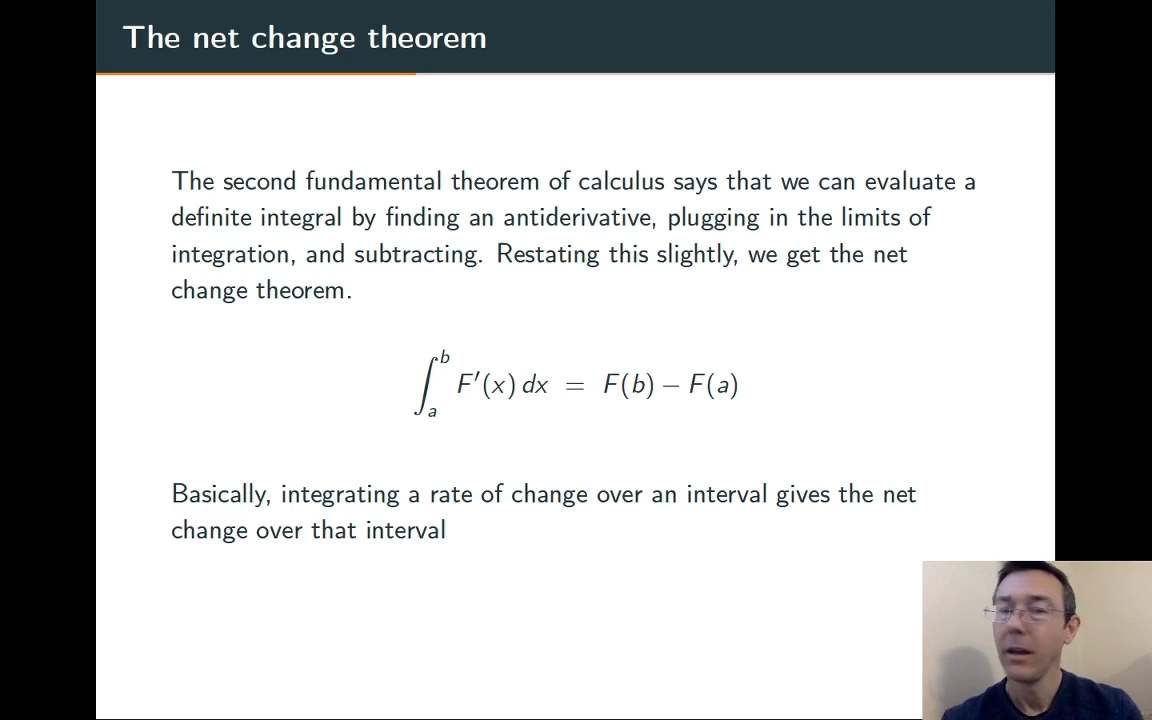 The net change theorem
The second fundamental theorem of calculus says that we can evaluate a
definite integral by finding an antiderivative, plugging in the limits of
integration, and subtracting. Restating this slightly, we get the net
change theorem.
∫_a^b F′(x) dx = F(b) − F(a)
Basically, integrating a rate of change over an interval gives the net
change over that interval